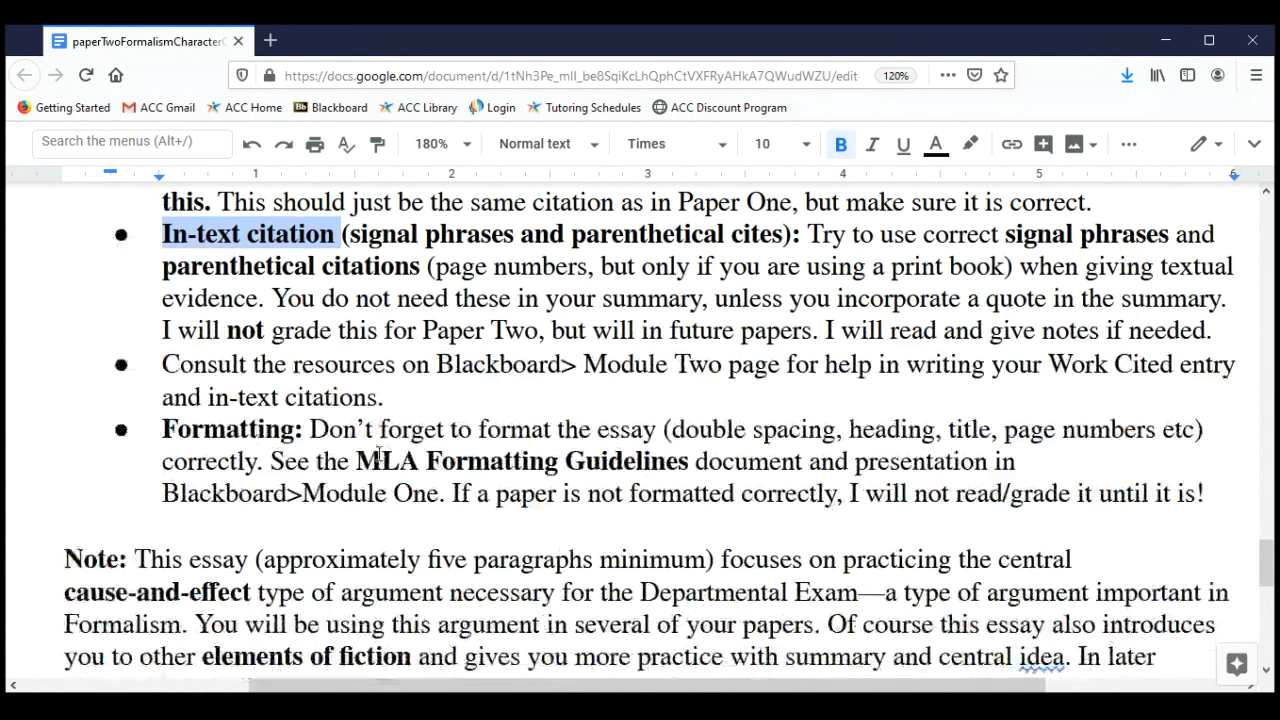 paperTwoFormalismCharacterC
https://docs.google.com/document/d/1tNh3Pe_mlI_be8SqiKcLhQphCtVXFRyAHkA7QWudWZU/edit 120%
Getting Started ACC Gmail ACC Home Bb Blackboard ACC Library Login Tutoring Schedules ACC Discount Program
Search the menus (Alt+/) 180% Normal text Times 10 B I U A
1 2 3 4 5 6
this. This should just be the same citation as in Paper One, but make sure it is correct.
● In-text citation (signal phrases and parenthetical cites): Try to use correct signal phrases and
parenthetical citations (page numbers, but only if you are using a print book) when giving textual
evidence. You do not need these in your summary, unless you incorporate a quote in the summary.
I will not grade this for Paper Two, but will in future papers. I will read and give notes if needed.
● Consult the resources on Blackboard> Module Two page for help in writing your Work Cited entry
and in-text citations.
● Formatting: Don’t forget to format the essay (double spacing, heading, title, page numbers etc)
correctly. See the MLA Formatting Guidelines document and presentation in
Blackboard>Module One. If a paper is not formatted correctly, I will not read/grade it until it is!
Note: This essay (approximately five paragraphs minimum) focuses on practicing the central
cause-and-effect type of argument necessary for the Departmental Exam—a type of argument important in
Formalism. You will be using this argument in several of your papers. Of course this essay also introduces
you to other elements of fiction and gives you more practice with summary and central idea. In later